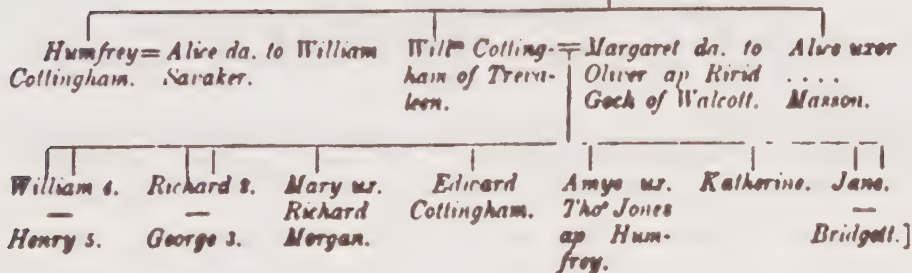 Humfrey = Alice da. to William
Cottingham. Saraker.
Willm Cotting-
ham of Treva-
leen.
Margaret da. to
Oliver ap Ririd
Goch of Walcott.
Alice uxor
. . . .
Masson.
William 4.
Henry 5.
Richard 2.
George 3.
Mary ux.
Richard
Morgan.
Edward
Cottingham.
Amye ux.
Tho' Jones
ap Hum-
frey.
Katherine.
Jane.
Bridgett.]